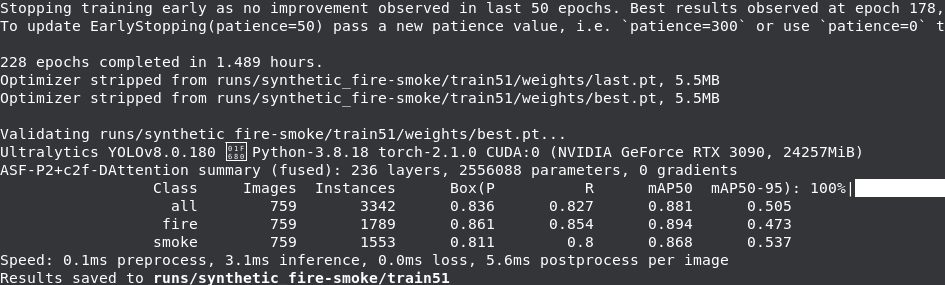 Stopping training early as no improvement observed in last 50 epochs. Best results observed at epoch 178,
To update EarlyStopping(patience=50) pass a new patience value, i.e. `patience=300` or use `patience=0` t
228 epochs completed in 1.489 hours.
Optimizer stripped from runs/synthetic_fire-smoke/train51/weights/last.pt, 5.5MB
Optimizer stripped from runs/synthetic_fire-smoke/train51/weights/best.pt, 5.5MB
Validating runs/synthetic_fire-smoke/train51/weights/best.pt...
Ultralytics YOLOv8.0.180 🚀 Python-3.8.18 torch-2.1.0 CUDA:0 (NVIDIA GeForce RTX 3090, 24257MiB)
ASF-P2+c2f-DAttention summary (fused): 236 layers, 2556088 parameters, 0 gradients
Class Images Instances Box(P R mAP50 mAP50-95): 100%|
all 759 3342 0.836 0.827 0.881 0.505
fire 759 1789 0.861 0.854 0.894 0.473
smoke 759 1553 0.811 0.8 0.868 0.537
Speed: 0.1ms preprocess, 3.1ms inference, 0.0ms loss, 5.6ms postprocess per image
Results saved to runs/synthetic_fire-smoke/train51